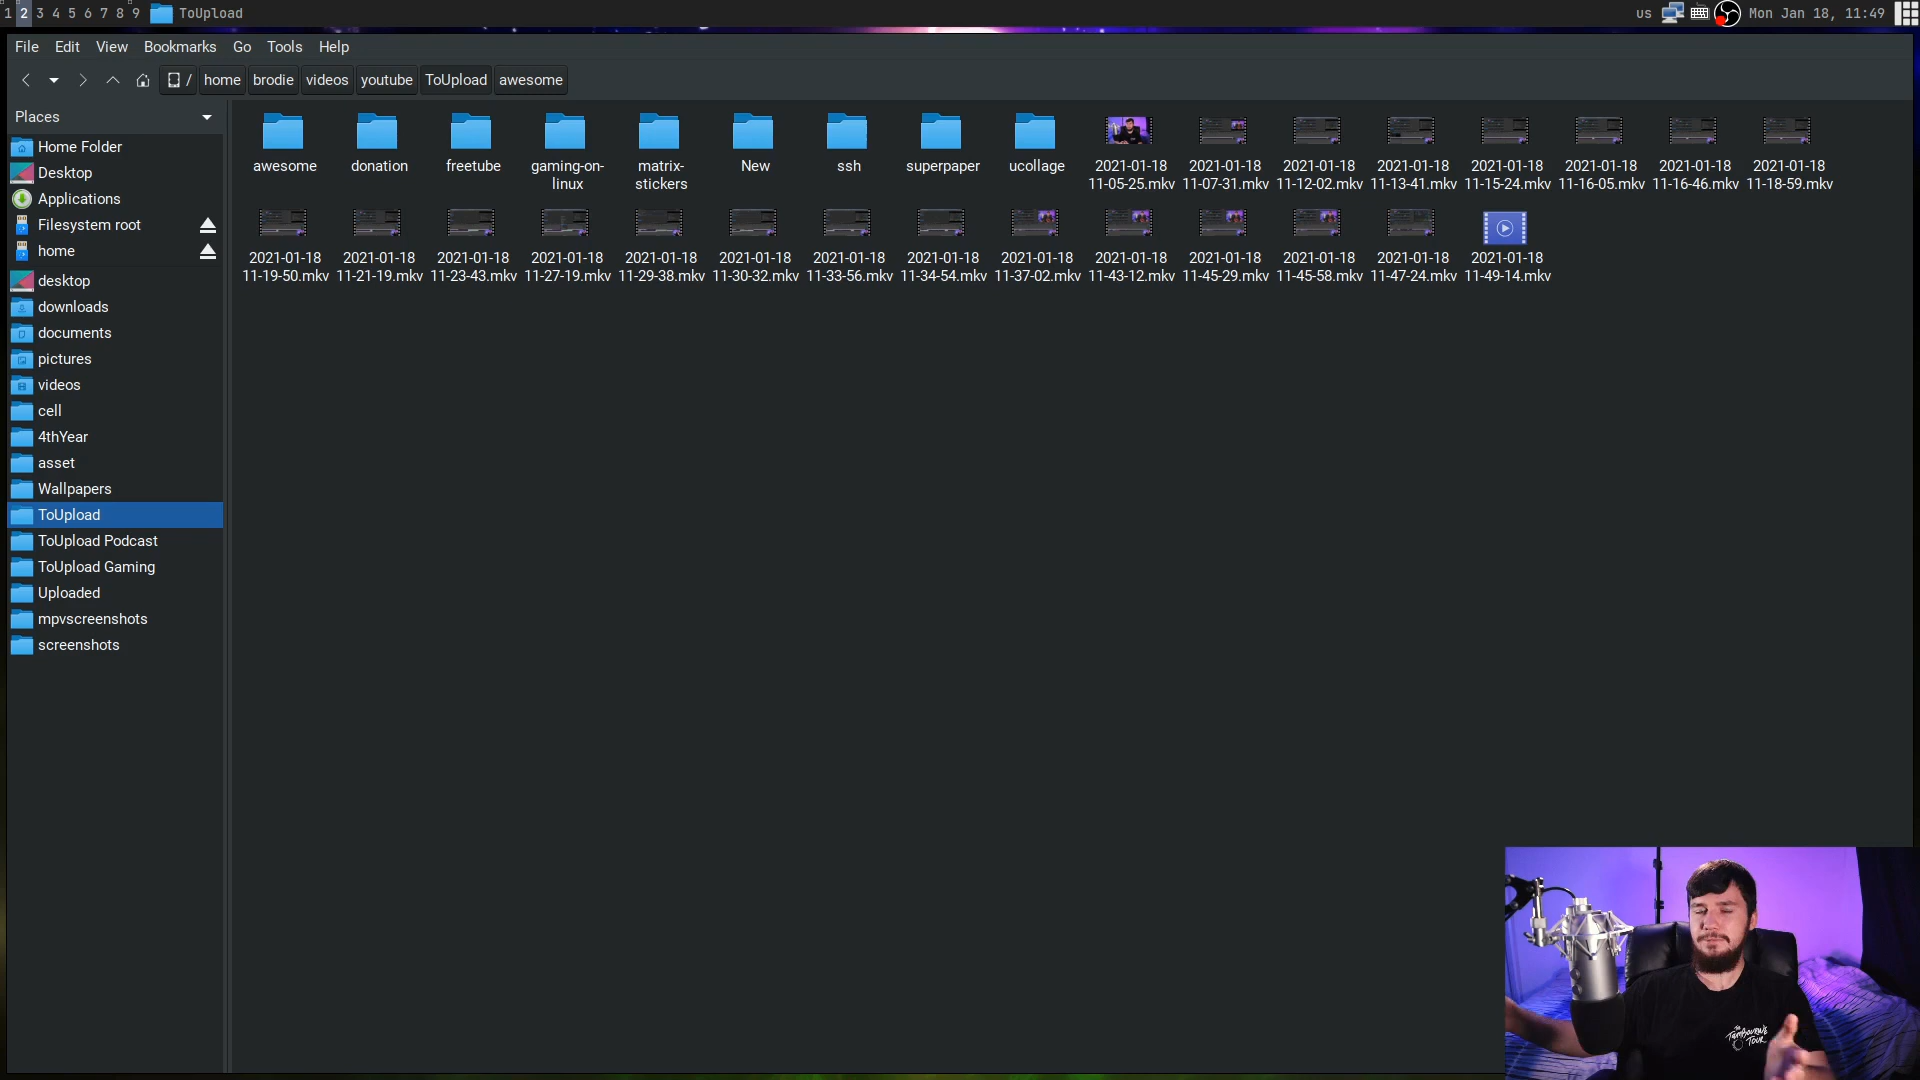 1 2 3 4 5 6 7 8 9 ToUpload us Mon Jan 18, 11:49
File Edit View Bookmarks Go Tools Help
/ home brodie videos youtube ToUpload awesome
Places
Home Folder
Desktop
Applications
Filesystem root
home
desktop
downloads
documents
pictures
videos
cell
4thYear
asset
Wallpapers
ToUpload
ToUpload Podcast
ToUpload Gaming
Uploaded
mpvscreenshots
screenshots
awesome
donation
freetube
gaming-on-
linux
matrix-
stickers
New
ssh
superpaper
ucollage
2021-01-18
11-05-25.mkv
2021-01-18
11-07-31.mkv
2021-01-18
11-12-02.mkv
2021-01-18
11-13-41.mkv
2021-01-18
11-15-24.mkv
2021-01-18
11-16-05.mkv
2021-01-18
11-16-46.mkv
2021-01-18
11-18-59.mkv
2021-01-18
11-19-50.mkv
2021-01-18
11-21-19.mkv
2021-01-18
11-23-43.mkv
2021-01-18
11-27-19.mkv
2021-01-18
11-29-38.mkv
2021-01-18
11-30-32.mkv
2021-01-18
11-33-56.mkv
2021-01-18
11-34-54.mkv
2021-01-18
11-37-02.mkv
2021-01-18
11-43-12.mkv
2021-01-18
11-45-29.mkv
2021-01-18
11-45-58.mkv
2021-01-18
11-47-24.mkv
2021-01-18
11-49-14.mkv
The
TamBourine
Tour